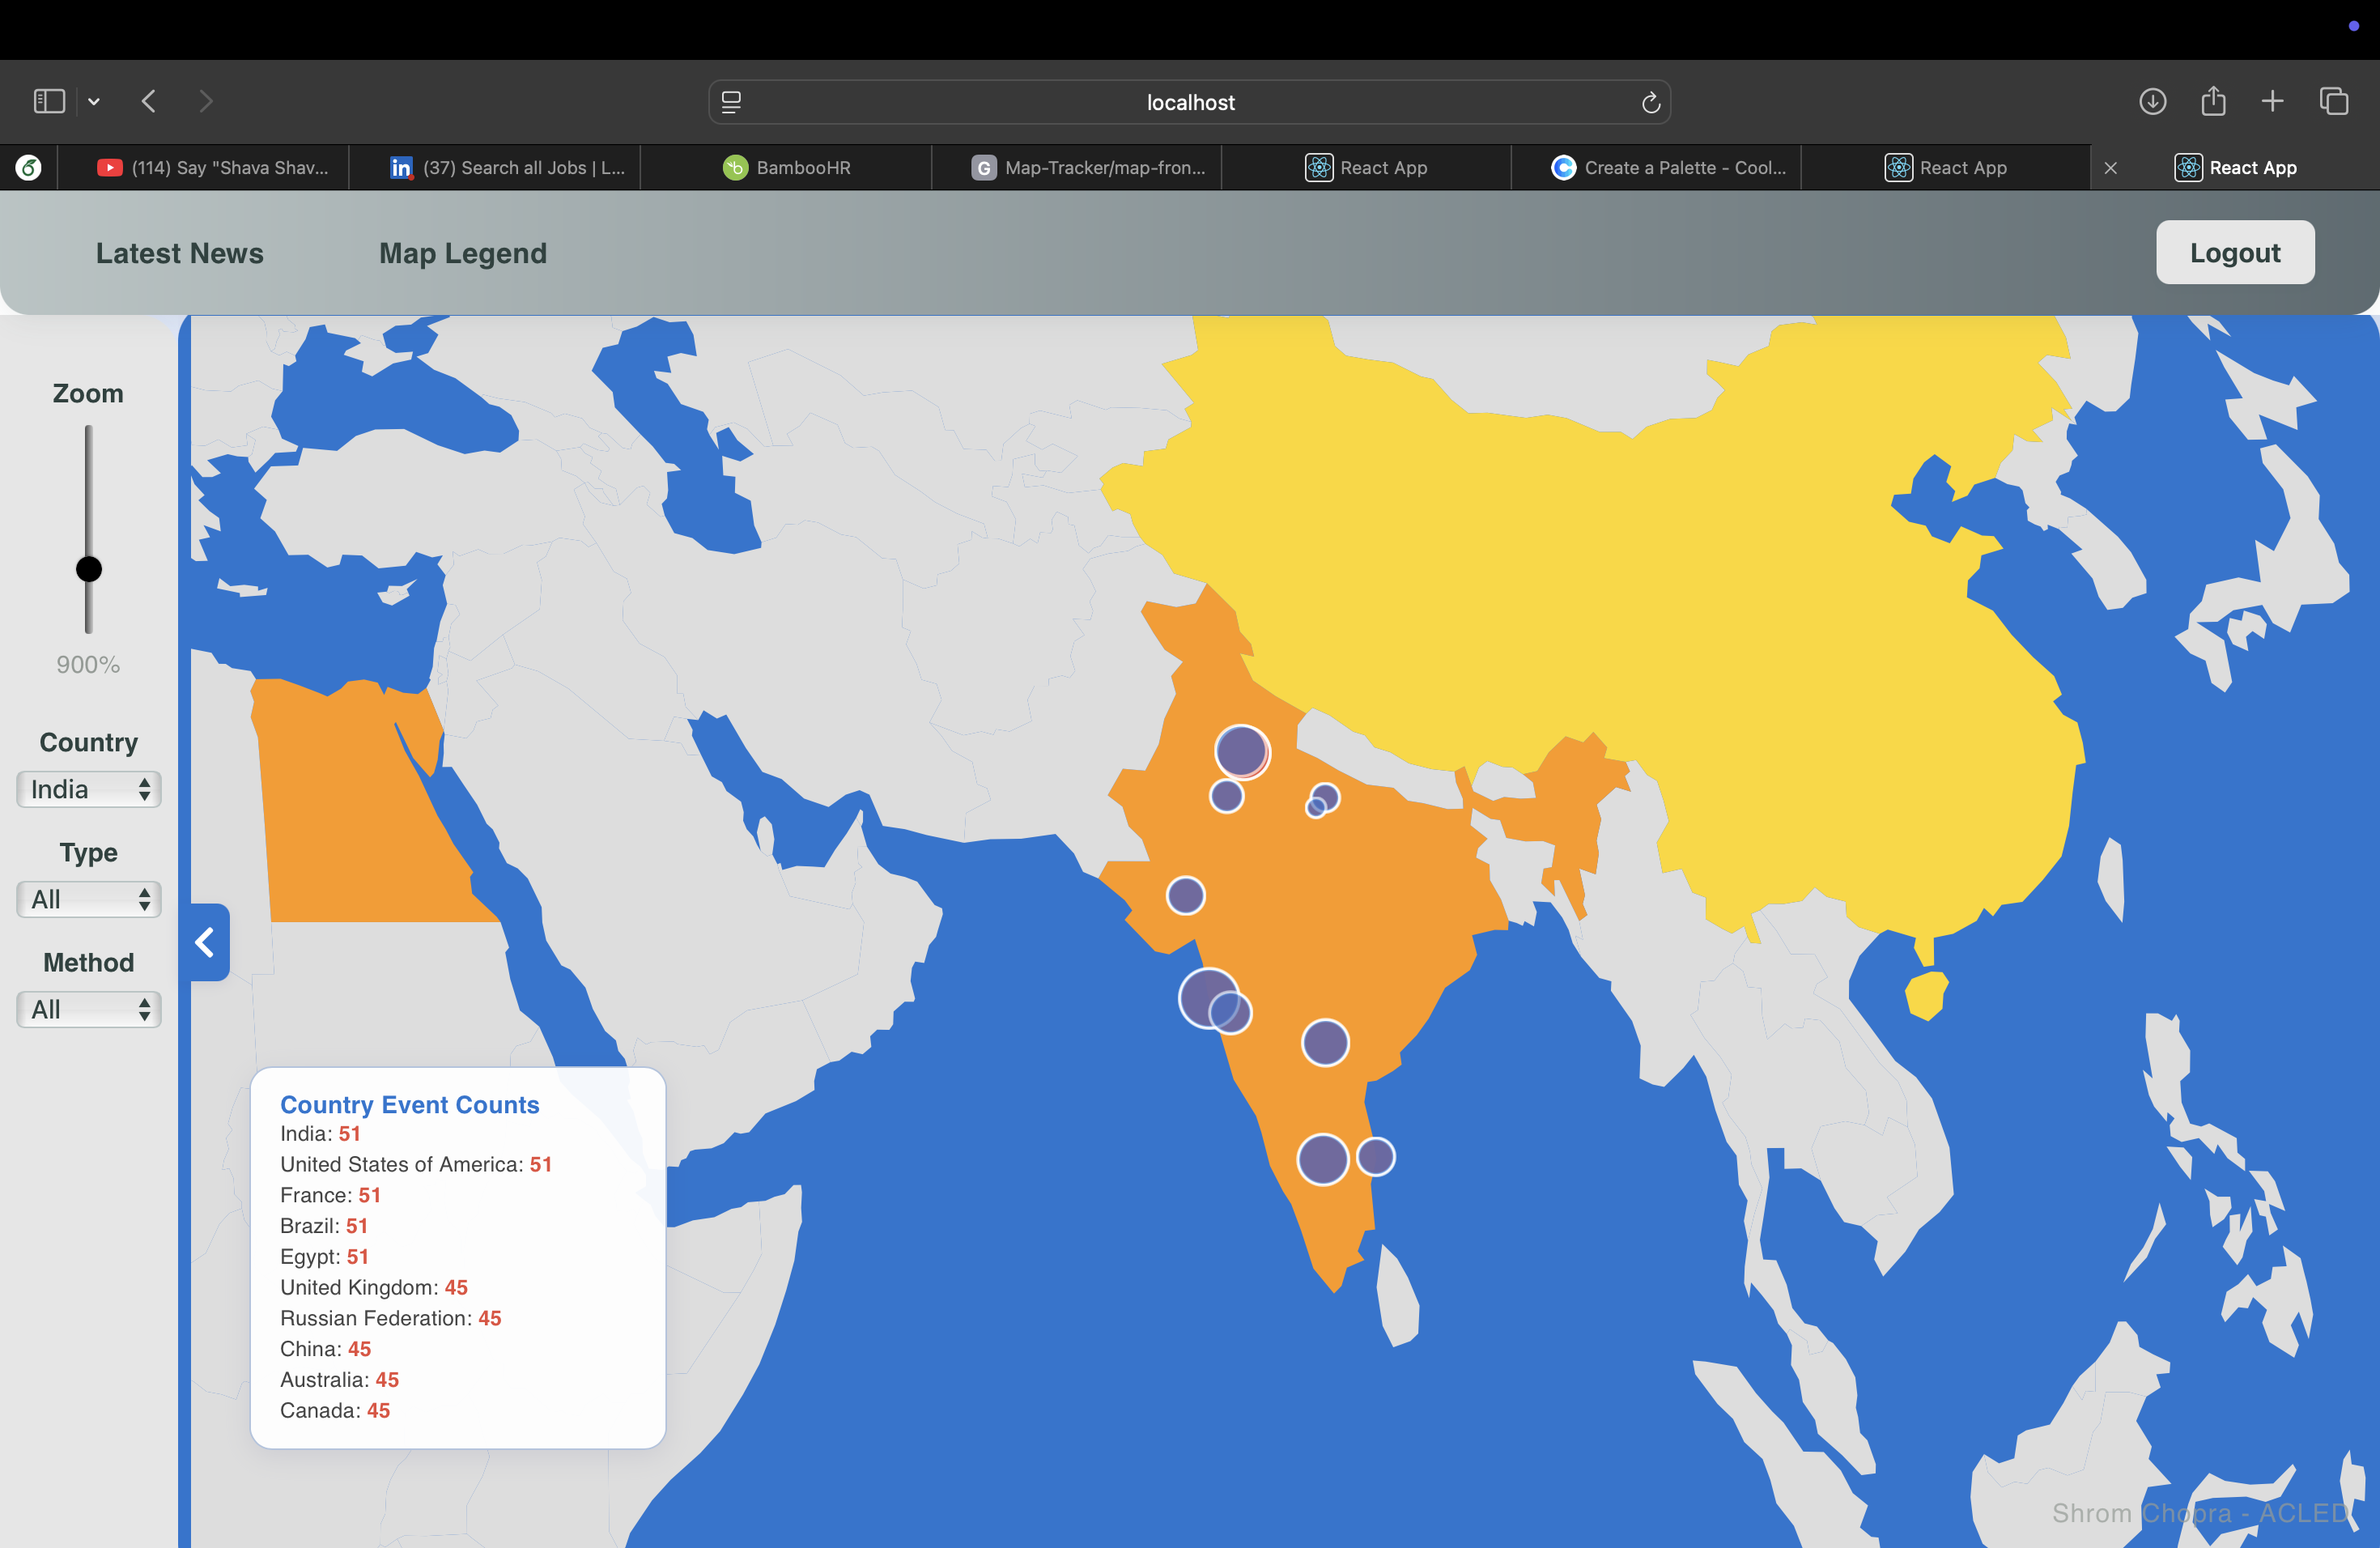 localhost
(114) Say "Shava Shav...
(37) Search all Jobs | L...
BambooHR
Map-Tracker/map-fron...
React App
Create a Palette - Cool...
React App
React App
Latest News
Map Legend
Logout
Zoom
900%
Country
India
Type
All
Method
All
Country Event Counts
India: 51
United States of America: 51
France: 51
Brazil: 51
Egypt: 51
United Kingdom: 45
Russian Federation: 45
China: 45
Australia: 45
Canada: 45
Shrom Chopra - ACLED